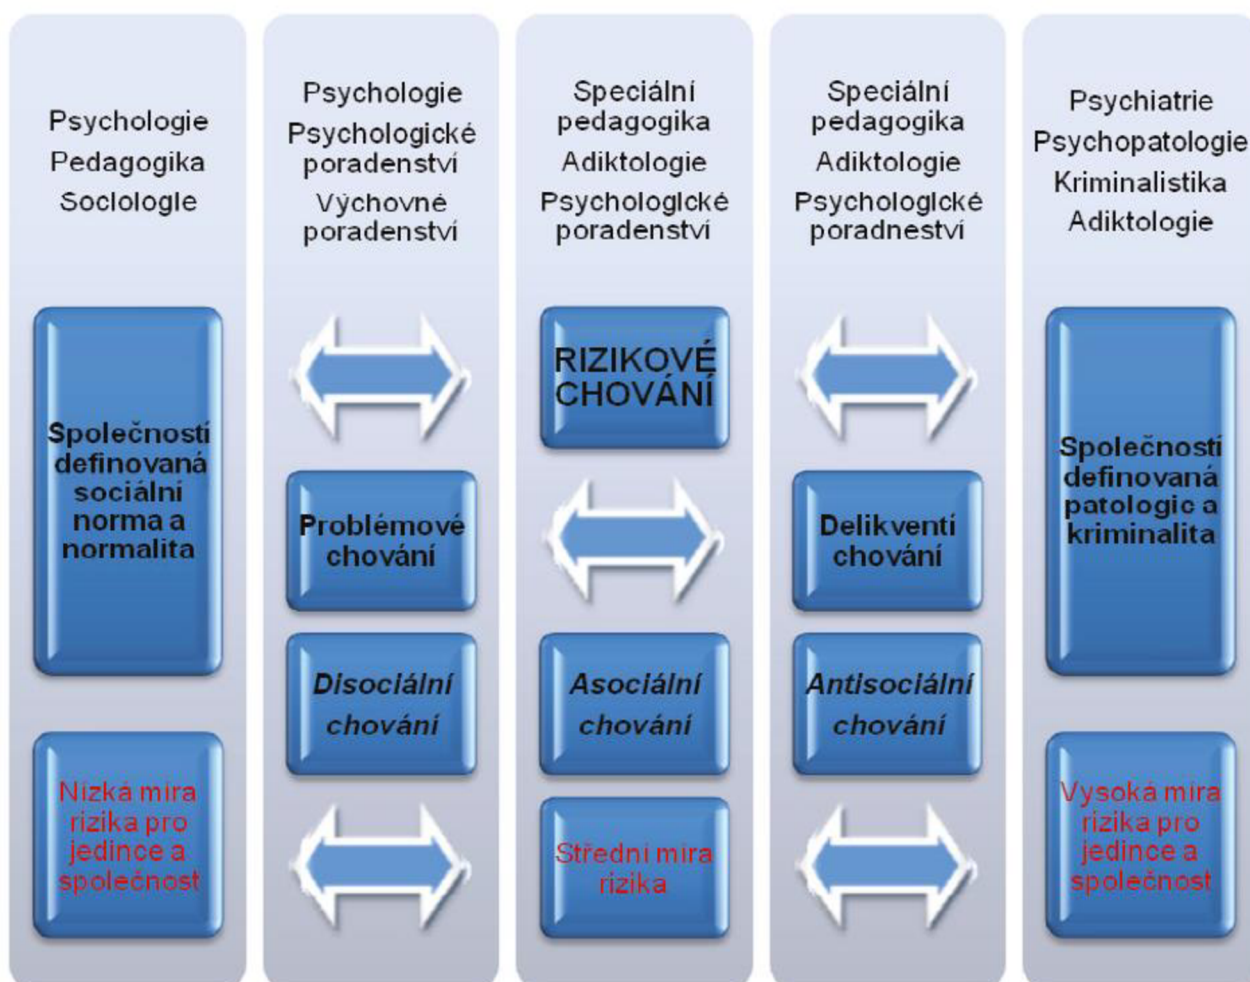 Psychologie
Pedagogika
Sociologie
Společností
definovaná
sociální
norma a
normalita
Nízká míra
rizika pro
jedince a
společnost
Psychologie
Psychologické
poradenství
Výchovné
poradenství
Problémové
chování
Disociální
chování
Speciální
pedagogika
Adiktologie
Psychologické
poradenství
RIZIKOVÉ
CHOVÁNÍ
Asociální
chování
Střední míra
rizika
Speciální
pedagogika
Adiktologie
Psychologické
poradneství
Delikventí
chování
Antisociální
chování
Psychiatrie
Psychopatologie
Kriminalistika
Adiktologie
Společností
definovaná
patologic a
kriminalita
Vysoká míra
rizika pro
jedince a
společnost